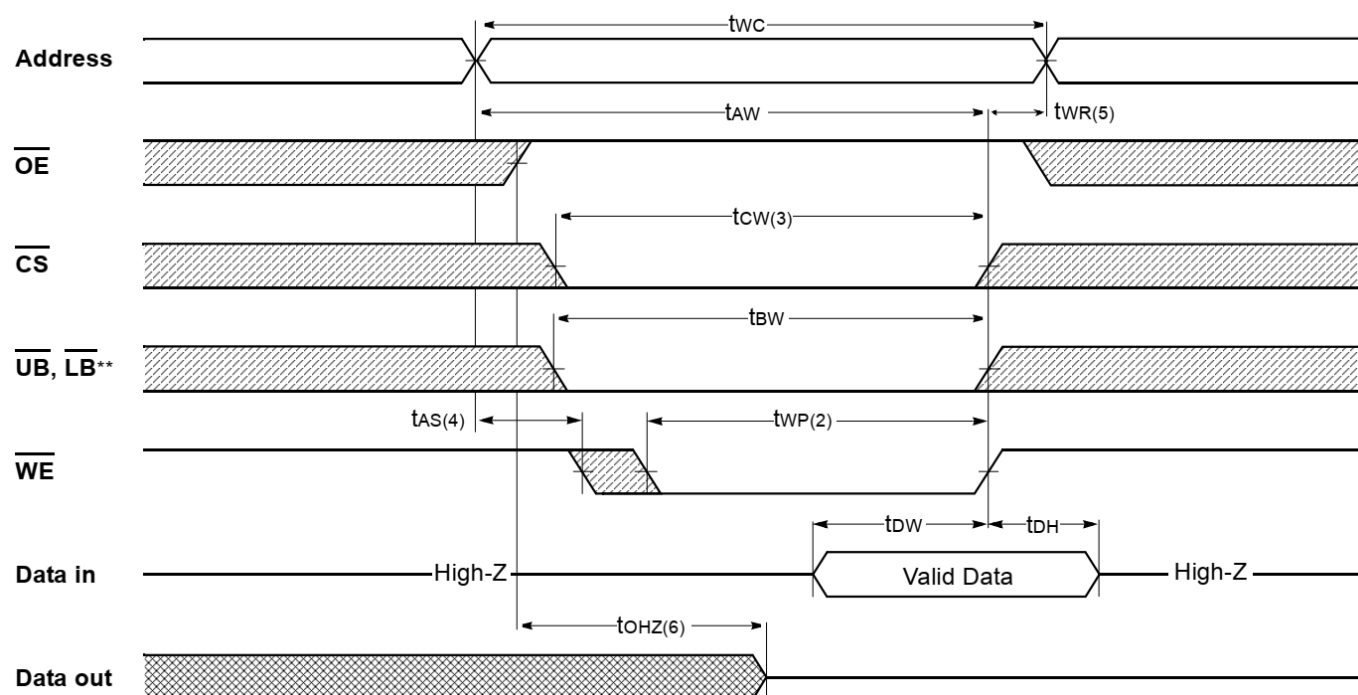 tWC
Address
tAW
tWR(5)
OE
tCW(3)
CS
tBW
UB, LB**
tAS(4)
tWP(2)
WE
tDW
tDH
Data in
High-Z
Valid Data
High-Z
tOHZ(6)
Data out